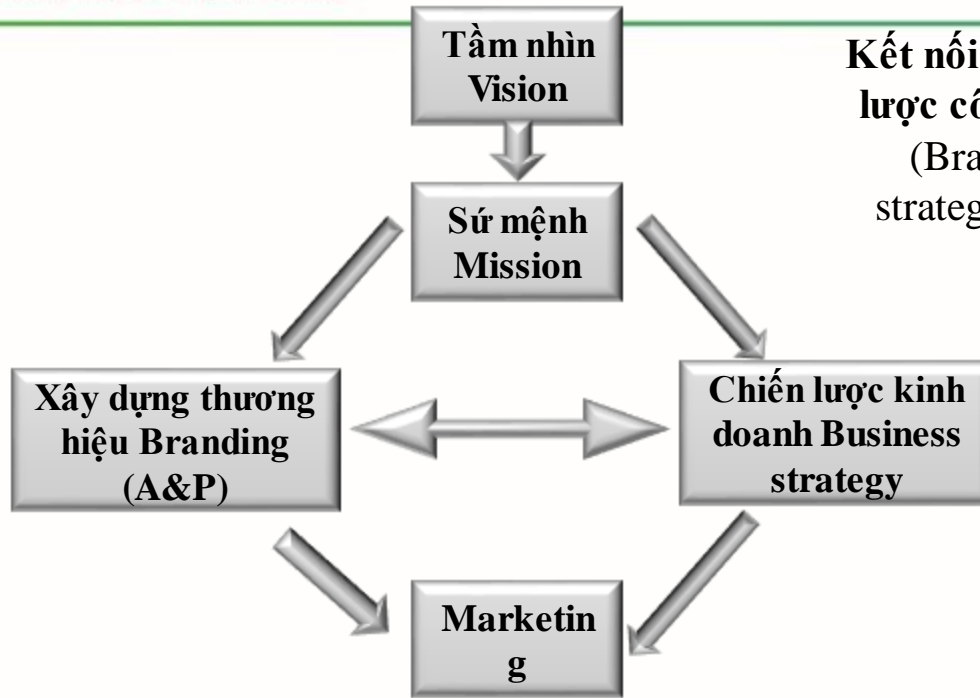 Tầm nhìn
Vision
Kết nối
lược
(Bra
strateg
Sứ mệnh
Mission
Xây dựng thương
hiệu Branding
(A&P)
Chiến lược kinh
doanh Business
strategy
Marketin
g